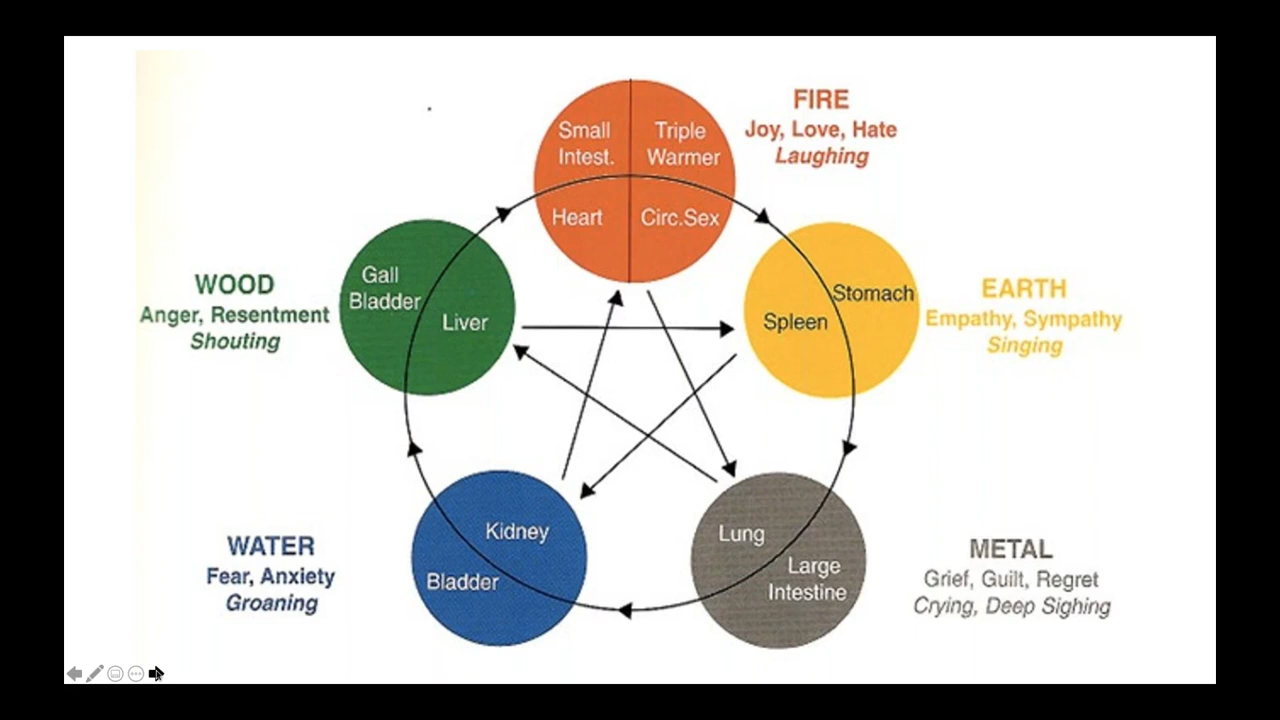 FIRE
Joy, Love, Hate
Laughing
Small
Intest.
Triple
Warmer
Heart
Circ.Sex
WOOD
Anger, Resentment
Shouting
Gall
Bladder
Liver
Spleen
Stomach
EARTH
Empathy, Sympathy
Singing
WATER
Fear, Anxiety
Groaning
Kidney
Bladder
Lung
Large
Intestine
METAL
Grief, Guilt, Regret
Crying, Deep Sighing